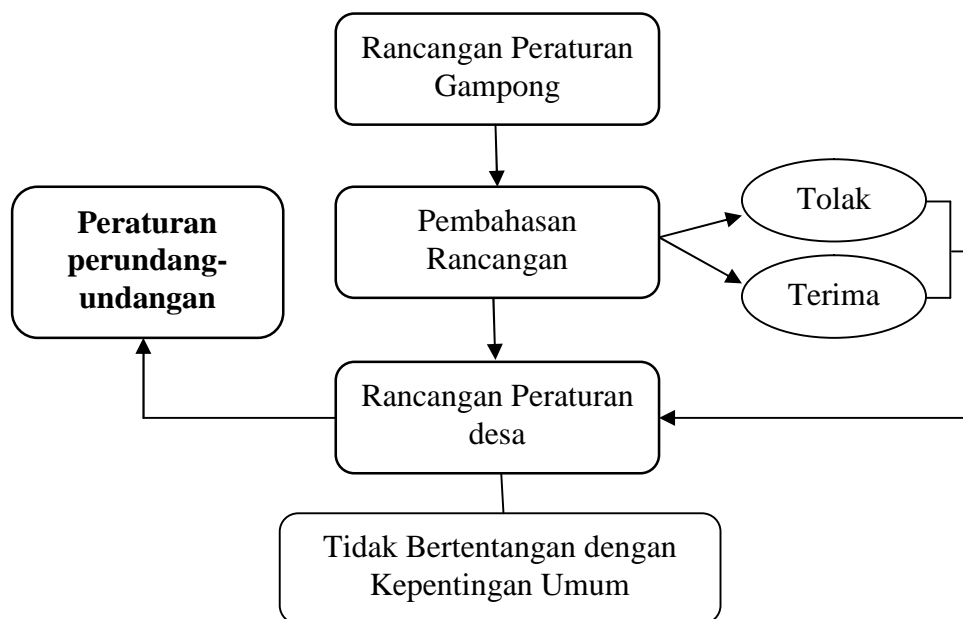 Rancangan Peraturan
Gampong
Peraturan
perundang-
undangan
Pembahasan
Rancangan
Tolak
Terima
Rancangan Peraturan
desa
Tidak Bertentangan dengan
Kepentingan Umum